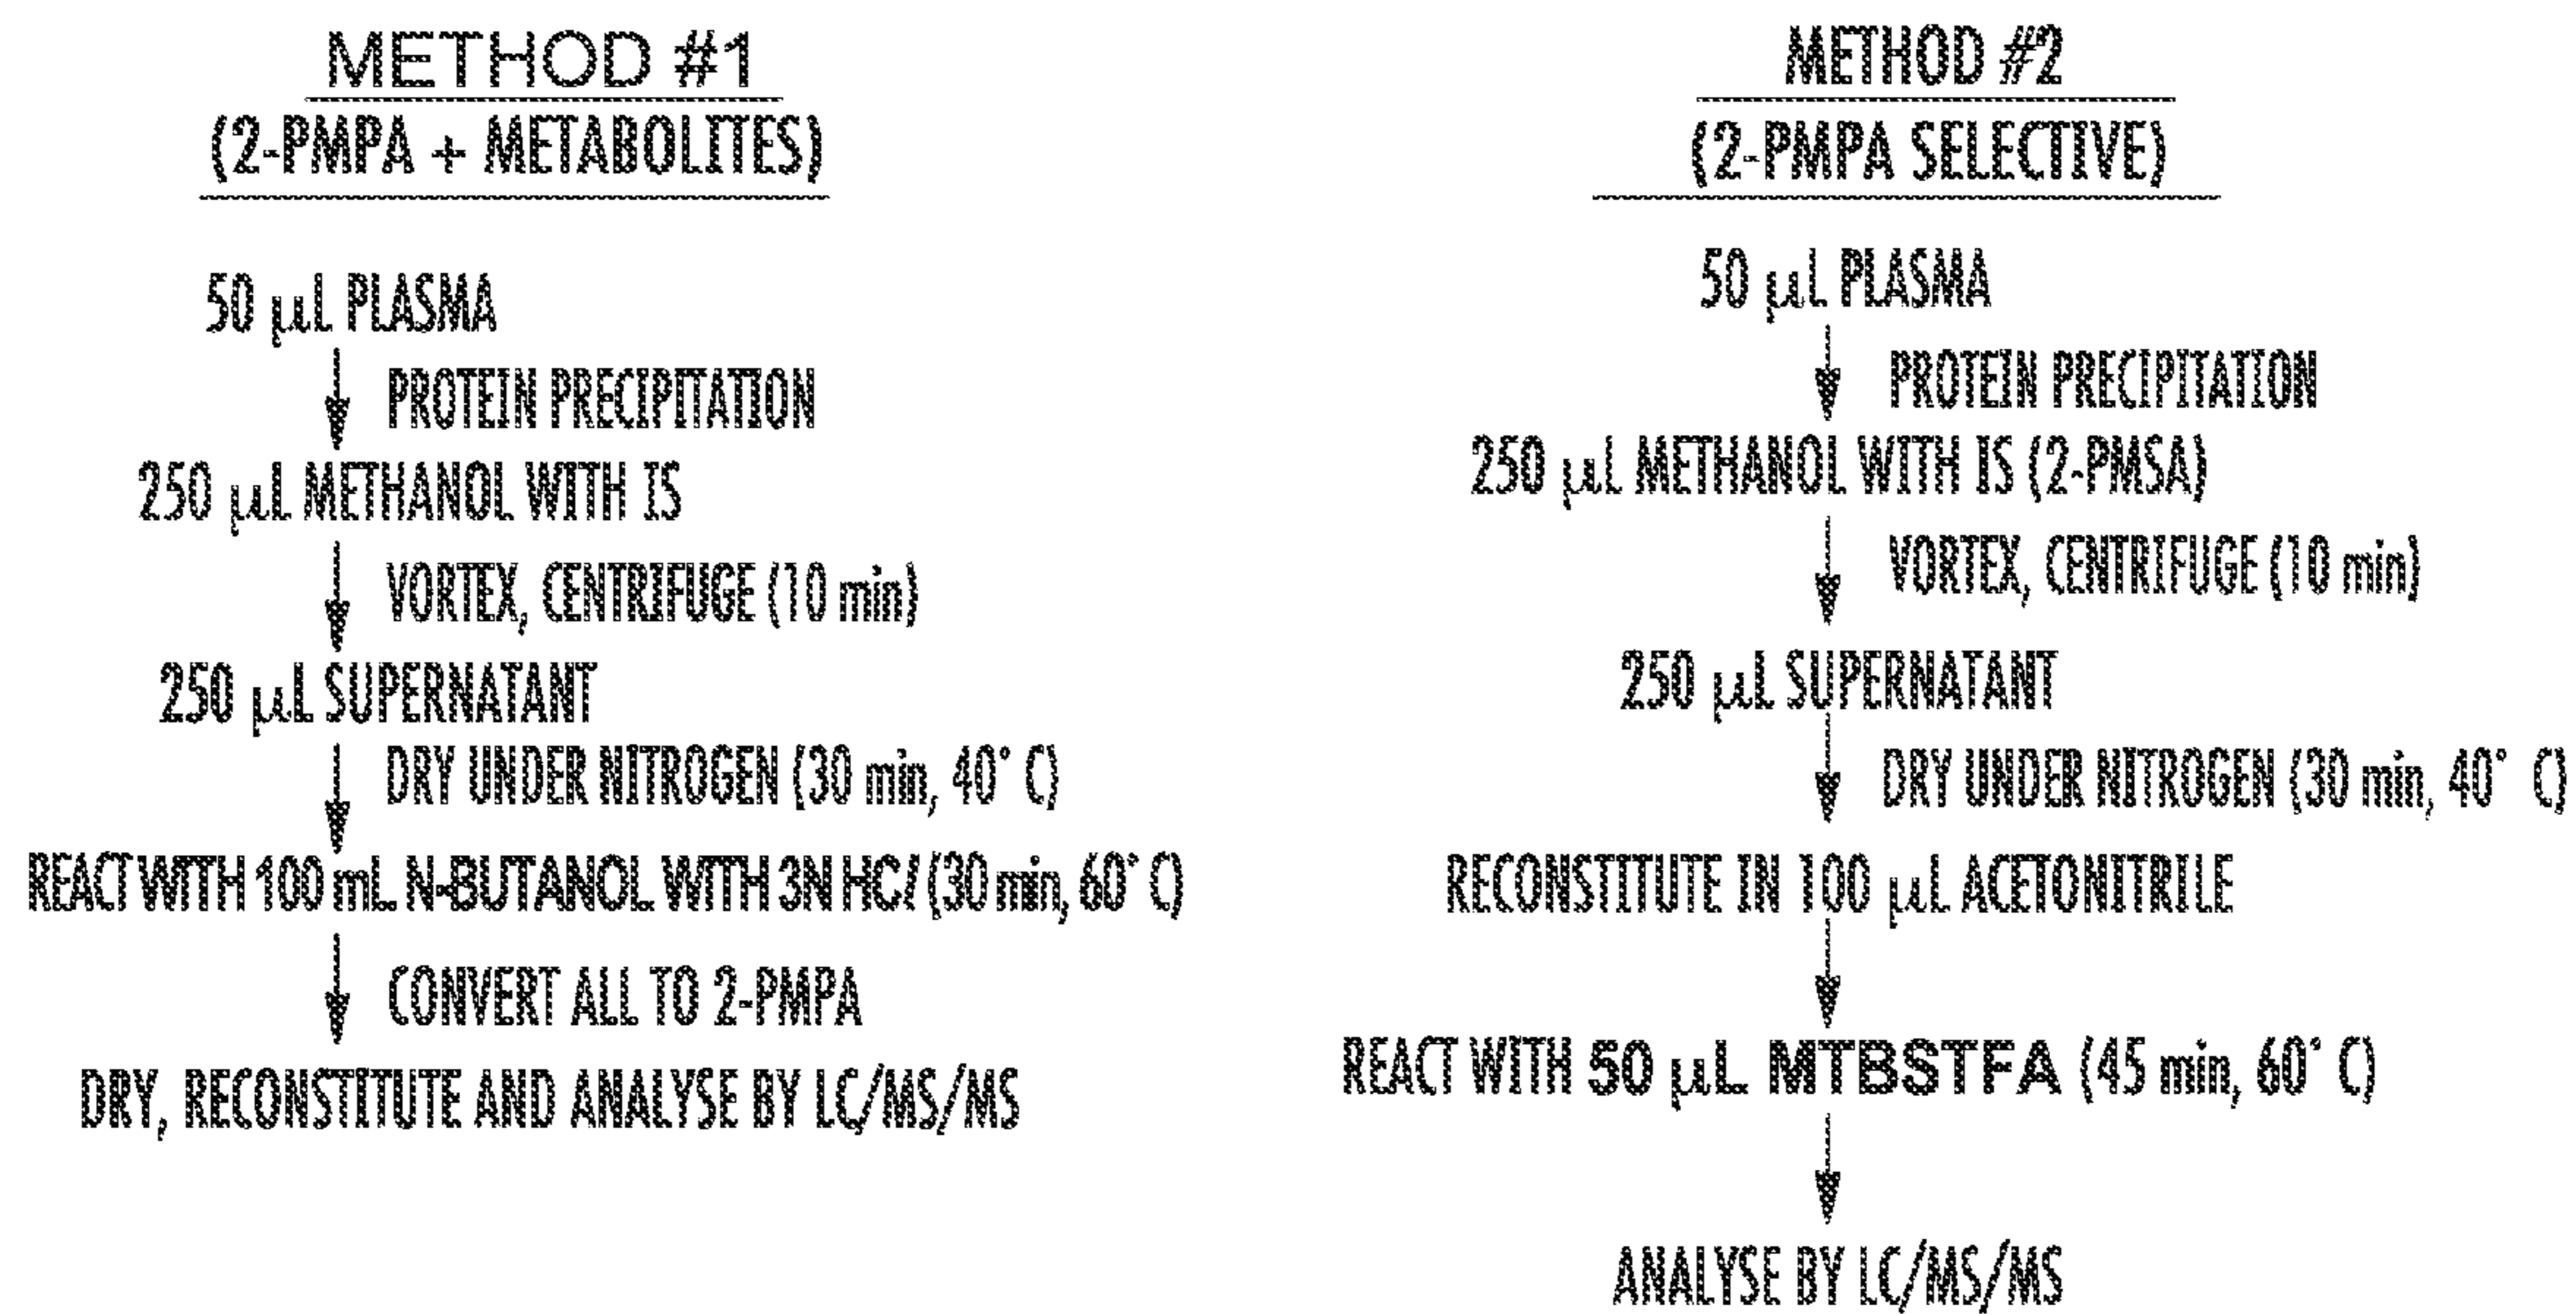 METHOD #1
(2-PMPA + METABOLITES)
50 µL PLASMA
PROTEIN PRECIPITATION
250 µL METHANOL WITH IS
VORTEX, CENTRIFUGE (10 min)
250 µL SUPERNATANT
DRY UNDER NITROGEN (30 min, 40° C)
REACT WITH 100 mL N-BUTANOL WITH 3N HCl (30 min, 60° C)
CONVERT ALL TO 2-PMPA
DRY, RECONSTITUTE AND ANALYSE BY LC/MS/MS
METHOD #2
(2-PMPA SELECTIVE)
50 µL PLASMA
PROTEIN PRECIPITATION
250 µL METHANOL WITH IS (2-PMSA)
VORTEX, CENTRIFUGE (10 min)
250 µL SUPERNATANT
DRY UNDER NITROGEN (30 min, 40° C)
RECONSTITUTE IN 100 µL ACETONITRILE
REACT WITH 50 µL MTBSTFA (45 min, 60° C)
ANALYSE BY LC/MS/MS